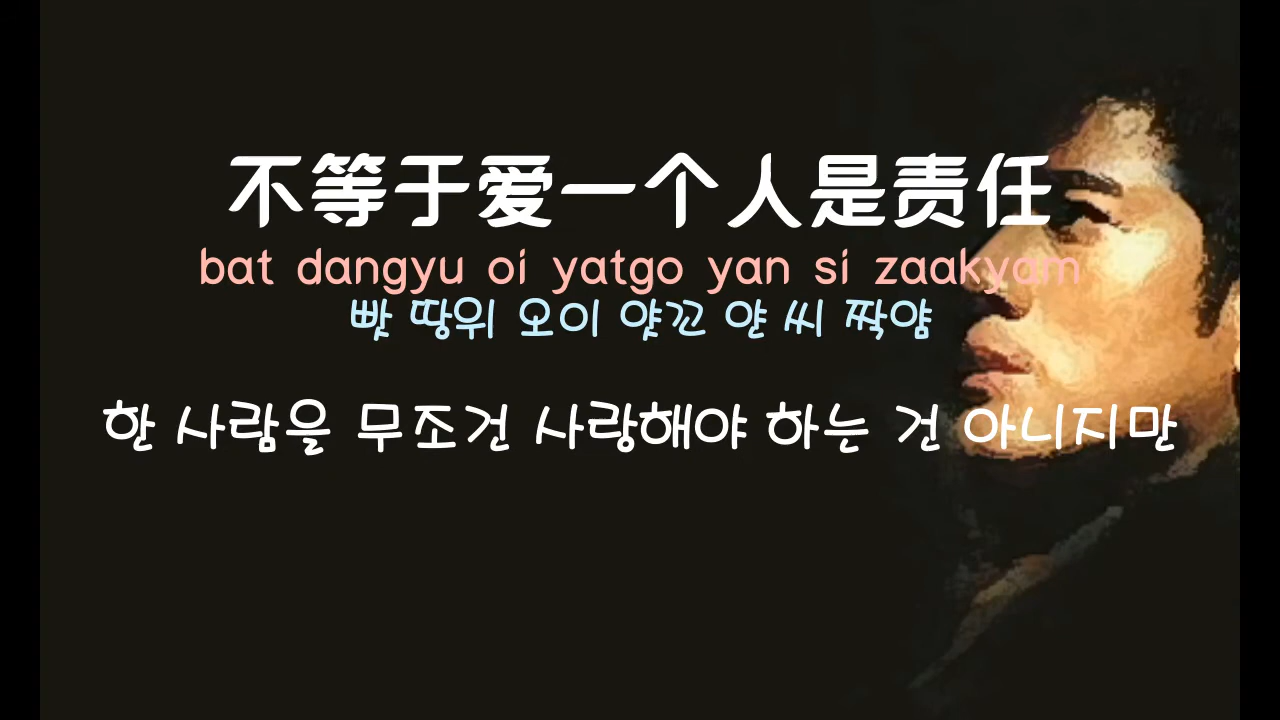 不等于爱一个人是责任
bat dangyu oi yatgo yan si zaakyam
빳 땅위 오이 얏꼬 얀 씨 짝얌
한 사람을 무조건 사랑해야 하는 건 아니지만